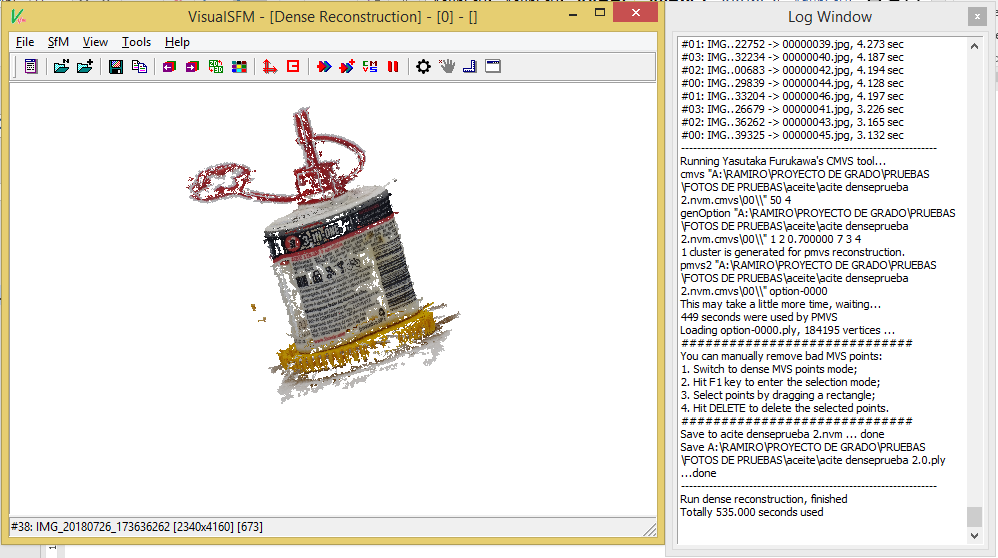 VisualSFM - [Dense Reconstruction] - [0] - []
File SfM View Tools Help
3-in-One
#38: IMG_20180726_173636262 [2340x4160] [673]
Log Window
#01: IMG..22752 -> 00000039.jpg, 4.273 sec
#03: IMG..32234 -> 00000040.jpg, 4.187 sec
#02: IMG..00683 -> 00000042.jpg, 4.194 sec
#00: IMG..29839 -> 00000044.jpg, 4.128 sec
#01: IMG..33204 -> 00000046.jpg, 4.197 sec
#03: IMG..26679 -> 00000041.jpg, 3.226 sec
#02: IMG..36262 -> 00000043.jpg, 3.165 sec
#00: IMG..39325 -> 00000045.jpg, 3.132 sec
----------------------------------------------------------------
Running Yasutaka Furukawa's CMVS tool...
cmvs "A:\RAMIRO\PROYECTO DE GRADO\PRUEBAS
\FOTOS DE PRUEBAS\aceite\acite denseprueba
2.nvm.cmvs\00\\" 50 4
genOption "A:\RAMIRO\PROYECTO DE GRADO\PRUEBAS
\FOTOS DE PRUEBAS\aceite\acite denseprueba
2.nvm.cmvs\00\\" 1 2 0.700000 7 3 4
1 cluster is generated for pmvs reconstruction.
pmvs2 "A:\RAMIRO\PROYECTO DE GRADO\PRUEBAS
\FOTOS DE PRUEBAS\aceite\acite denseprueba
2.nvm.cmvs\00\\" option-0000
This may take a little more time, waiting...
449 seconds were used by PMVS
Loading option-0000.ply, 184195 vertices ...
#############################
You can manually remove bad MVS points:
1. Switch to dense MVS points mode;
2. Hit F1 key to enter the selection mode;
3. Select points by dragging a rectangle;
4. Hit DELETE to delete the selected points.
#############################
Save to acite denseprueba 2.nvm ... done
Save A:\RAMIRO\PROYECTO DE GRADO\PRUEBAS
\FOTOS DE PRUEBAS\aceite\acite denseprueba 2.0.ply
...done
----------------------------------------------------------------
Run dense reconstruction, finished
Totally 535.000 seconds used